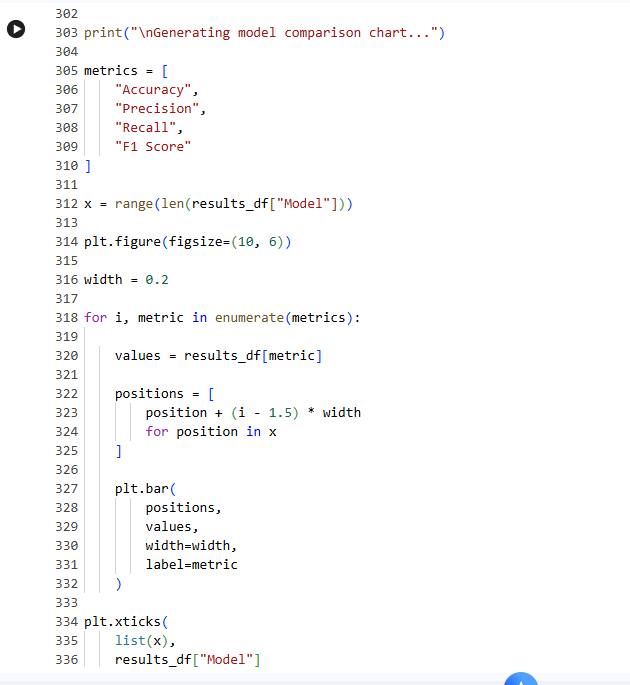 302
303 print("\nGenerating model comparison chart...")
304
305 metrics = [
306     "Accuracy",
307     "Precision",
308     "Recall",
309     "F1 Score"
310 ]
311
312 x = range(len(results_df["Model"]))
313
314 plt.figure(figsize=(10, 6))
315
316 width = 0.2
317
318 for i, metric in enumerate(metrics):
319
320     values = results_df[metric]
321
322     positions = [
323         position + (i - 1.5) * width
324         for position in x
325     ]
326
327     plt.bar(
328         positions,
329         values,
330         width=width,
331         label=metric
332     )
333
334 plt.xticks(
335     list(x),
336     results_df["Model"]